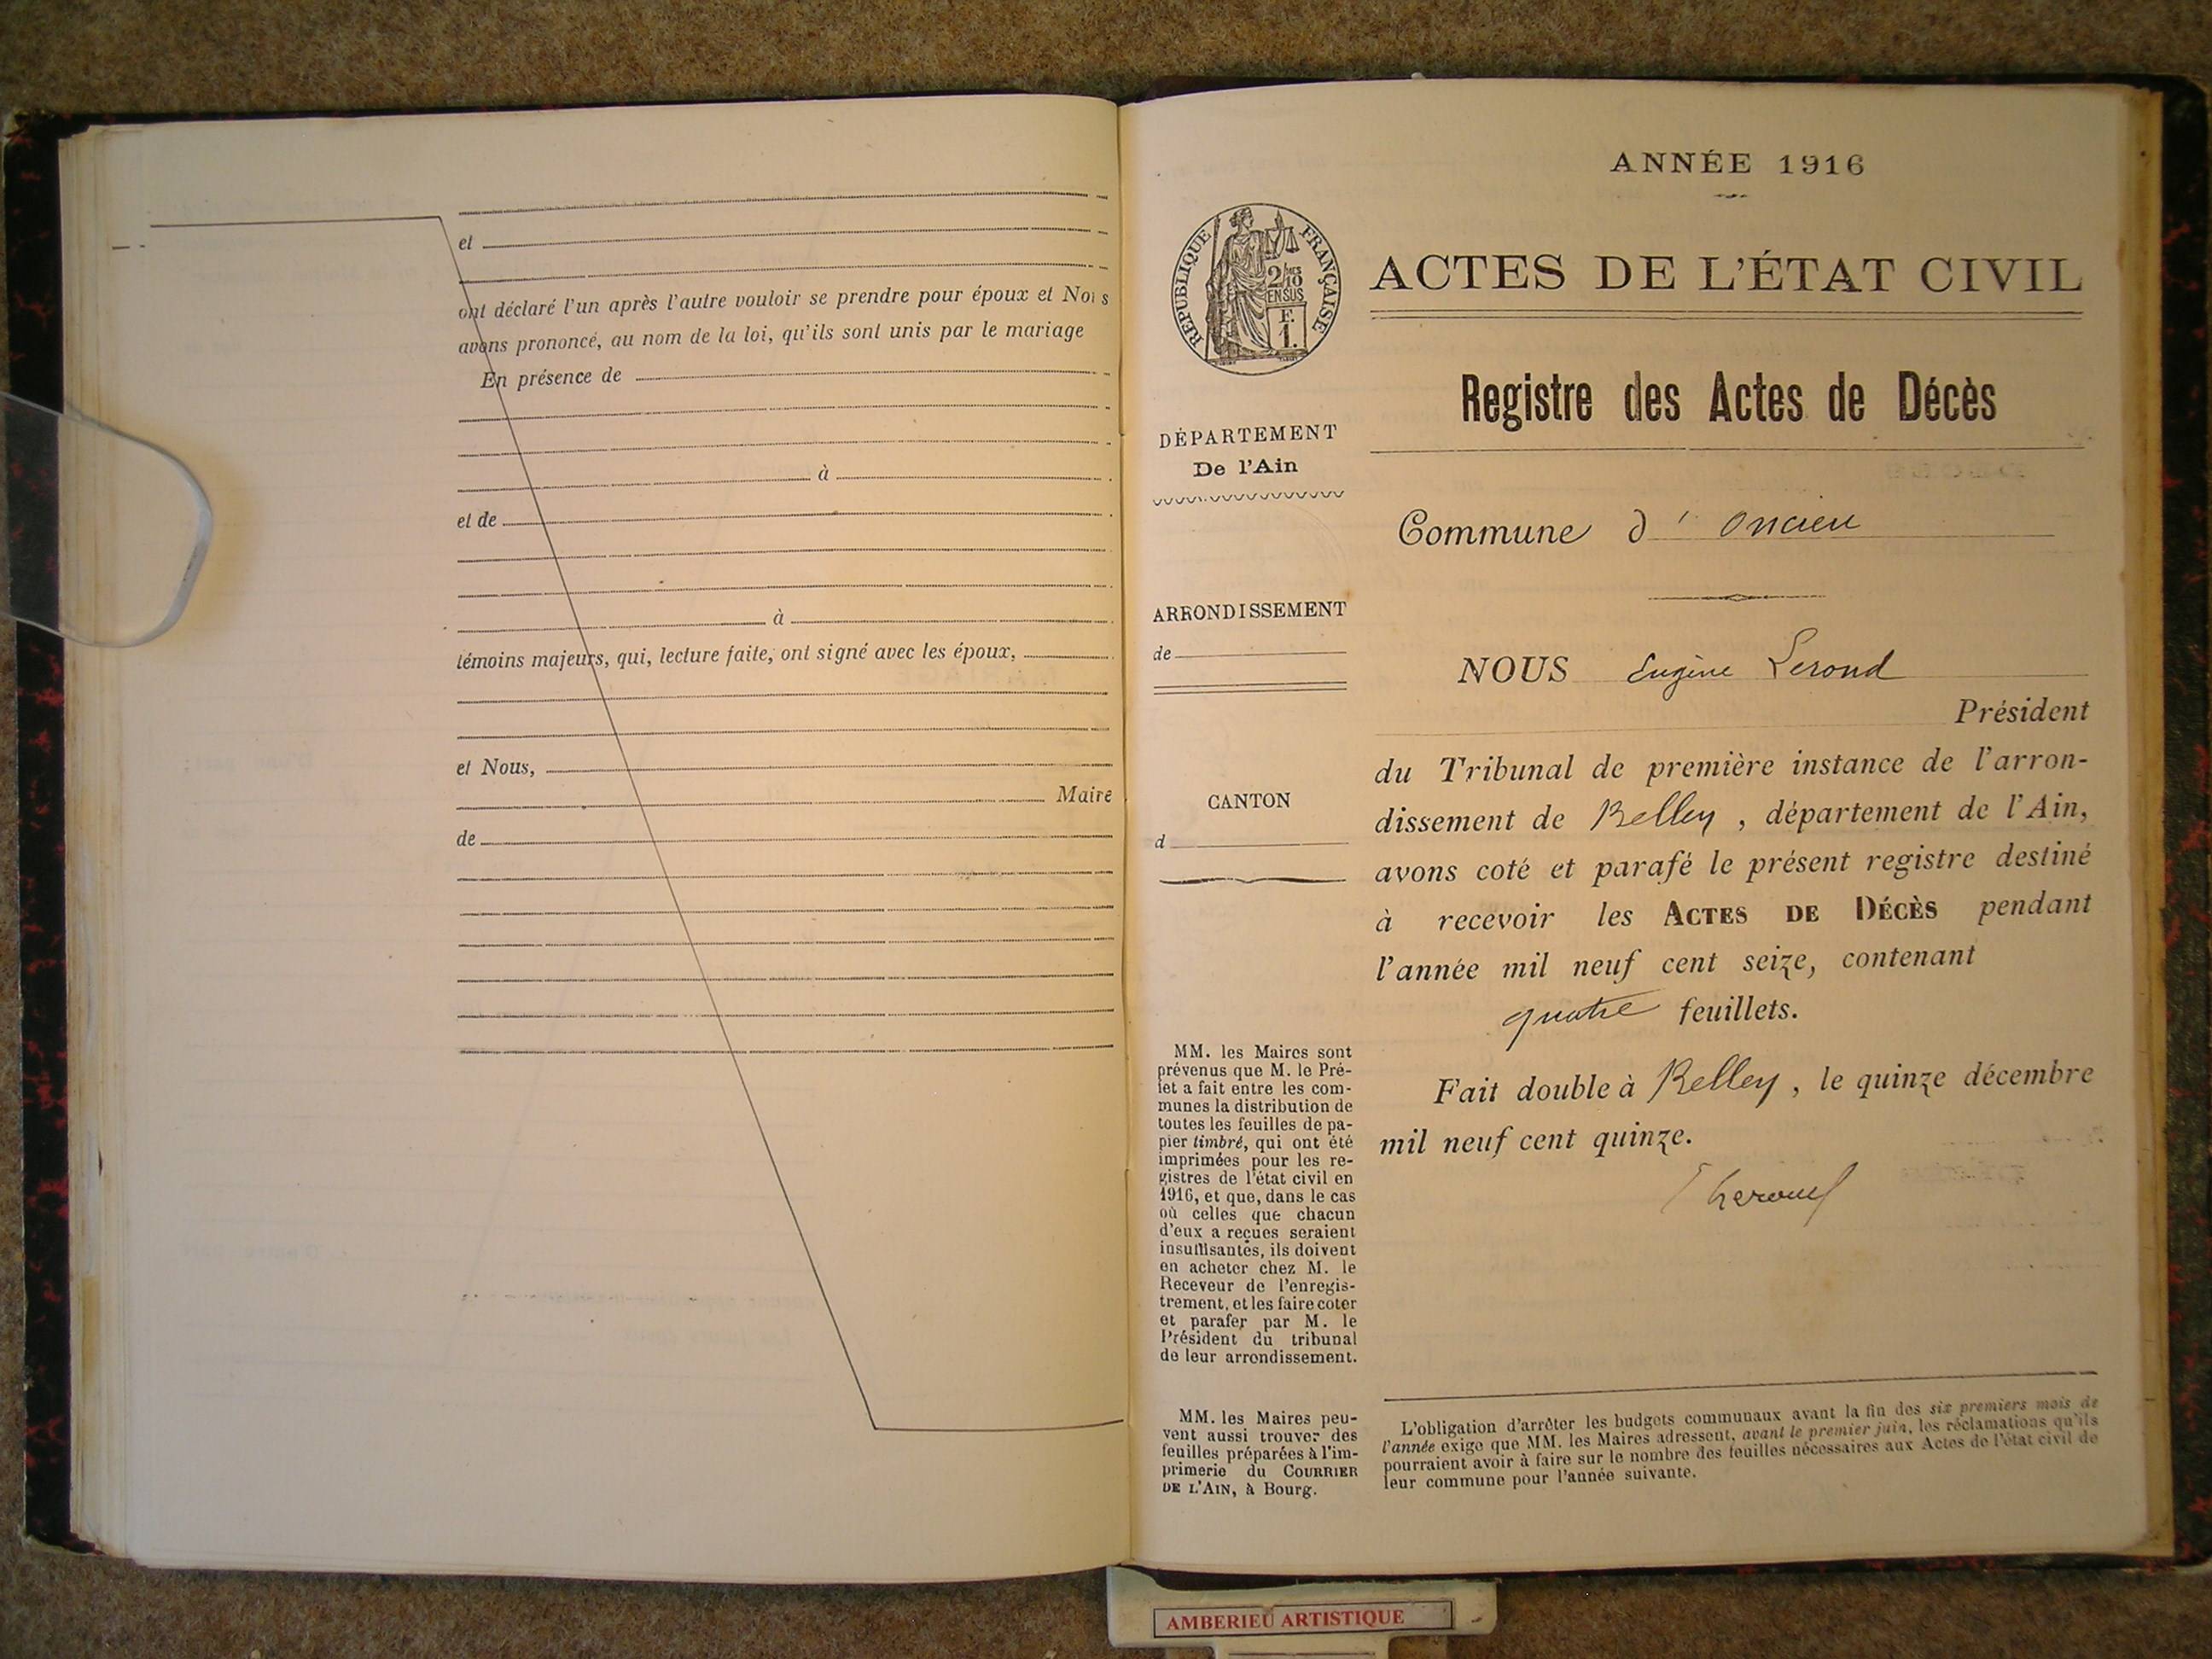 et
ont déclaré l'un après l'autre vouloir se prendre pour époux et No s
avons prononcé, au nom de la loi, qu'ils sont unis par le mariage
En présence de
à
et de
à
témoins majeurs, qui, lecture faite, ont signé avec les époux,
et Nous,
Maire
de
ANNÉE 1916
RÉPUBLIQUE FRANÇAISE
2/10
EN SUS
F.
1.
ACTES DE L'ÉTAT CIVIL
Registre des Actes de Décès
DÉPARTEMENT
De l'Ain
Commune d' Oncieu
ARRONDISSEMENT
de
NOUS Eugène Lerond
Président
du Tribunal de première instance de l'arron-
dissement de Belley, département de l'Ain,
CANTON
d
avons coté et parafé le présent registre destiné
à recevoir les ACTES DE DÉCÈS pendant
l'année mil neuf cent seize, contenant
quatre feuillets.
Fait double à Belley, le quinze décembre
mil neuf cent quinze.
MM. les Maires sont
prévenus que M. le Pré-
fet a fait entre les com-
munes la distribution de
toutes les feuilles de pa-
pier timbré, qui ont été
imprimées pour les re-
gistres de l'état civil en
1916, et que, dans le cas
où celles que chacun
d'eux a reçues seraient
insuffisantes, ils doivent
en acheter chez M. le
Receveur de l'enregis-
trement, et les faire coter
et parafer par M. le
Président du tribunal
de leur arrondissement.
MM. les Maires peu-
vent aussi trouver des
feuilles préparées à l'im-
primerie du COURRIER
DE L'AIN, à Bourg.
L'obligation d'arrêter les budgets communaux avant la fin des six premiers mois de
l'année exige que MM. les Maires adressent, avant le premier juin, les réclamations qu'ils
pourraient avoir à faire sur le nombre des feuilles nécessaires aux Actes de l'état civil de
leur commune pour l'année suivante.
AMBERIEU ARTISTIQUE